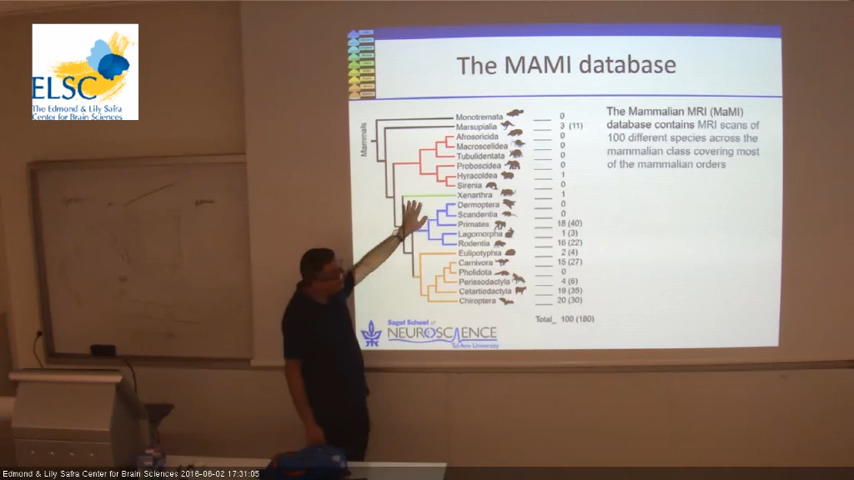 ELSC
The Edmond & Lily Safra
Center for Brain Sciences
The MAMI database
Mammals
Monotremata 0
Marsupialia 3 (11)
Afrosoricida 0
Macroscelidea 0
Tubulidentata 0
Proboscidea 0
Hyracoidea 1
Sirenia 0
Xenarthra 1
Dermoptera 0
Scandentia 0
Primates 18 (40)
Lagomorpha 1 (3)
Rodentia 16 (22)
Eulipotyphla 2 (4)
Carnivora 15 (27)
Pholidota 0
Perissodactyla 4 (6)
Cetartiodactyla 19 (35)
Chiroptera 20 (30)
Total_ 100 (180)
The Mammalian MRI (MaMI)
database contains MRI scans of
100 different species across the
mammalian class covering most
of the mammalian orders
Sagol School of
NEUROSCIENCE
Tel Aviv University
Edmond & Lily Safra Center for Brain Sciences 2016-06-02 17:31:05